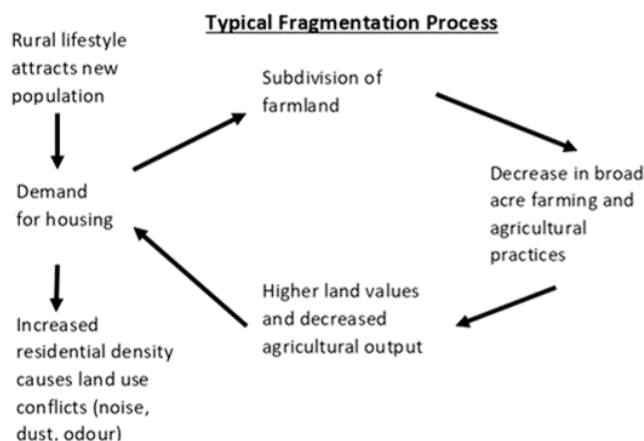 Typical Fragmentation Process
Rural lifestyle
attracts new
population
Subdivision of
farmland
Demand
for housing
Decrease in broad
acre farming and
agricultural
practices
Higher land values
and decreased
agricultural output
Increased
residential density
causes land use
conflicts (noise,
dust, odour)